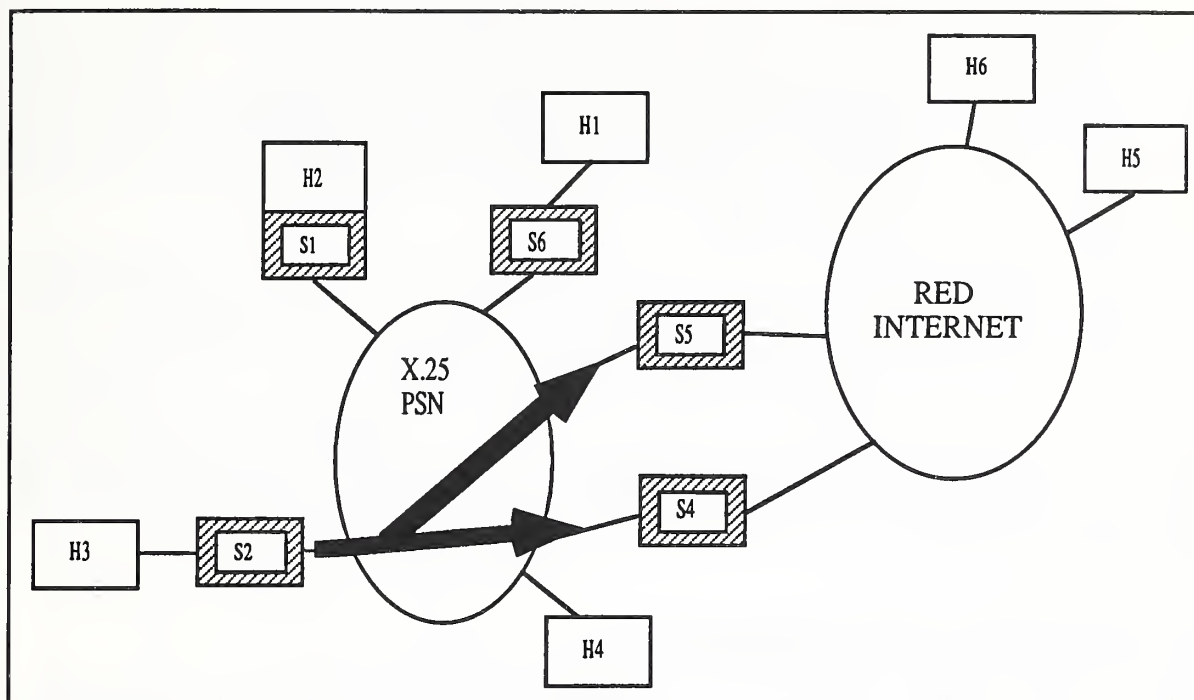 H6
H1
H5
H2
S1
S6
RED
INTERNET
S5
X.25
PSN
S4
H3
S2
H4